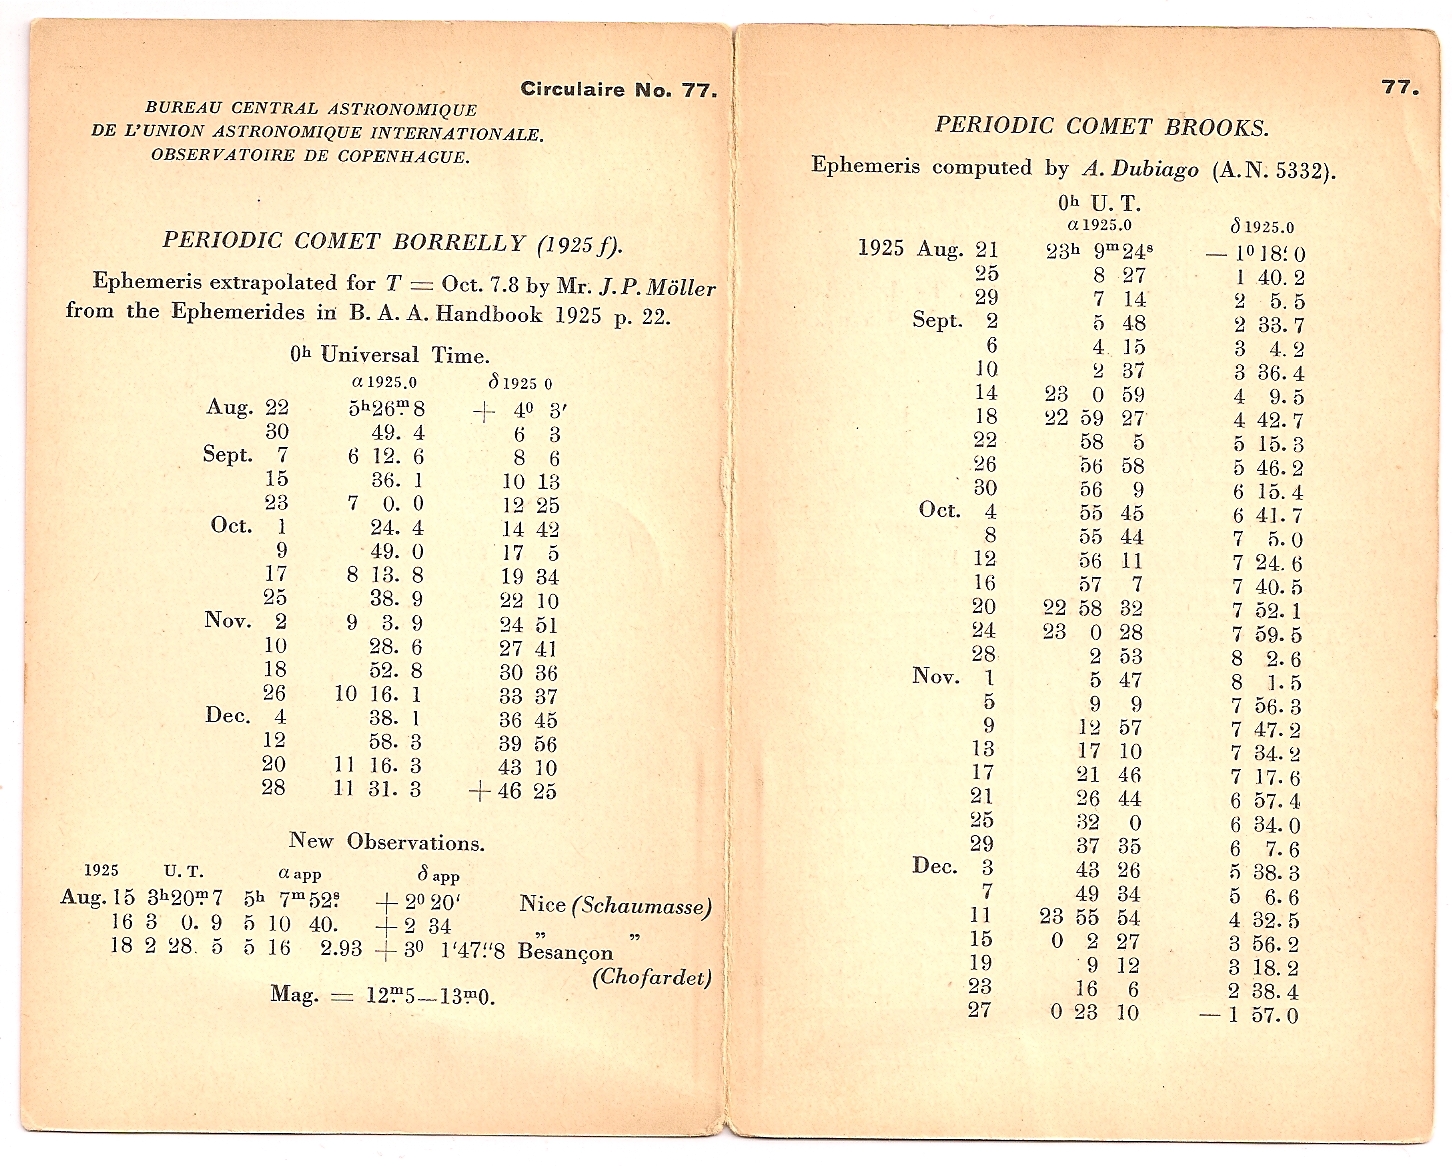 Circulaire No. 77.
BUREAU CENTRAL ASTRONOMIQUE
DE L'UNION ASTRONOMIQUE INTERNATIONALE.
OBSERVATOIRE DE COPENHAGUE.
PERIODIC COMET BORRELLY (1925 f).
Ephemeris extrapolated for T = Oct. 7.8 by Mr. J. P. Möller
from the Ephemerides in B. A. A. Handbook 1925 p. 22.
0h Universal Time.
α 1925.0 δ 1925 0
Aug. 22 5h26m.8 + 4° 3'
30 49. 4 6 3
Sept. 7 6 12. 6 8 6
15 36. 1 10 13
23 7 0. 0 12 25
Oct. 1 24. 4 14 42
9 49. 0 17 5
17 8 13. 8 19 34
25 38. 9 22 10
Nov. 2 9 3. 9 24 51
10 28. 6 27 41
18 52. 8 30 36
26 10 16. 1 33 37
Dec. 4 38. 1 36 45
12 58. 3 39 56
20 11 16. 3 43 10
28 11 31. 3 + 46 25
New Observations.
1925 U. T. α app δ app
Aug. 15 3h20m.7 5h 7m52s. + 2° 20' Nice (Schaumasse)
16 3 0. 9 5 10 40. + 2 34 „ „
18 2 28. 5 5 16 2.93 + 3° 1'47".8 Besançon
(Chofardet)
Mag. = 12m.5—13m.0.
77.
PERIODIC COMET BROOKS.
Ephemeris computed by A. Dubiago (A.N. 5332).
0h U. T.
α 1925.0 δ 1925.0
1925 Aug. 21 23h 9m24s — 1° 18'.0
25 8 27 1 40. 2
29 7 14 2 5. 5
Sept. 2 5 48 2 33. 7
6 4 15 3 4. 2
10 2 37 3 36. 4
14 23 0 59 4 9. 5
18 22 59 27 4 42. 7
22 58 5 5 15. 3
26 56 58 5 46. 2
30 56 9 6 15. 4
Oct. 4 55 45 6 41. 7
8 55 44 7 5. 0
12 56 11 7 24. 6
16 57 7 7 40. 5
20 22 58 32 7 52. 1
24 23 0 28 7 59. 5
28 2 53 8 2. 6
Nov. 1 5 47 8 1. 5
5 9 9 7 56. 3
9 12 57 7 47. 2
13 17 10 7 34. 2
17 21 46 7 17. 6
21 26 44 6 57. 4
25 32 0 6 34. 0
29 37 35 6 7. 6
Dec. 3 43 26 5 38. 3
7 49 34 5 6. 6
11 23 55 54 4 32. 5
15 0 2 27 3 56. 2
19 9 12 3 18. 2
23 16 6 2 38. 4
27 0 23 10 — 1 57. 0